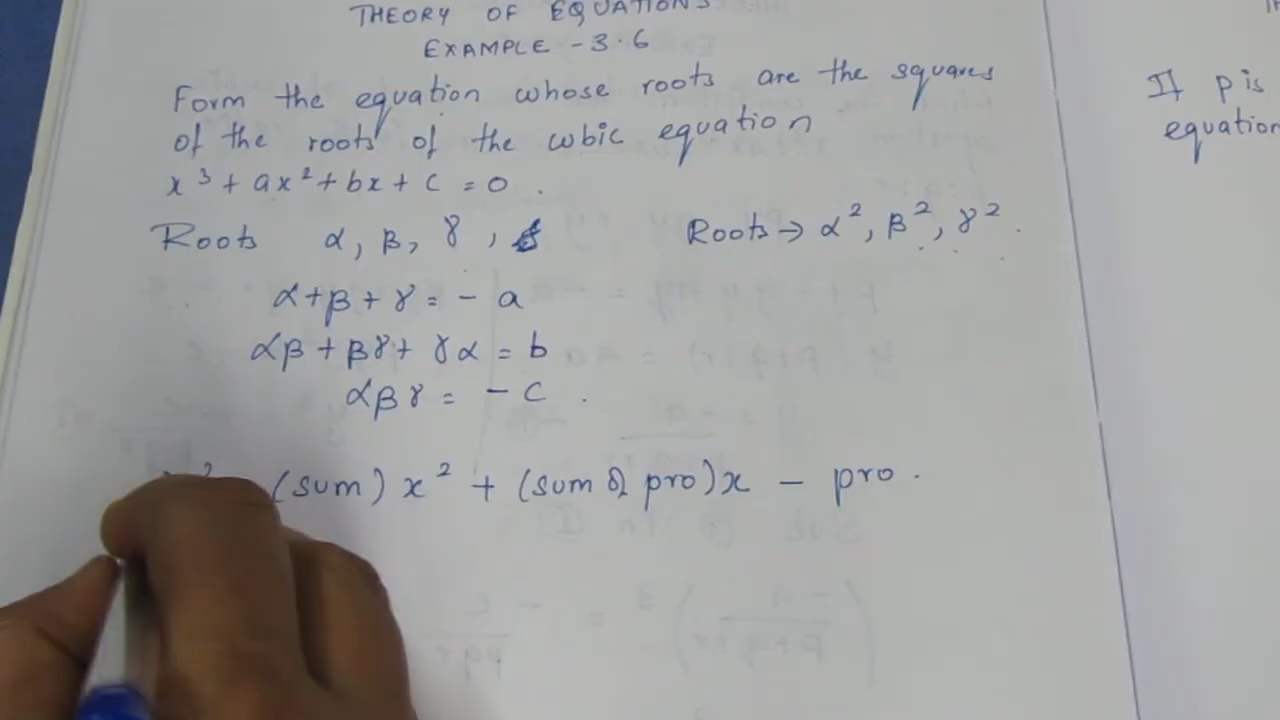 THEORY OF EQUATIONS
EXAMPLE - 3.6
Form the equation whose roots are the squares
of the roots of the cubic equation
x³ + ax² + bx + c = 0 .
Roots α, β, γ ,
Roots → α², β², γ² .
α + β + γ = - a
αβ + βγ + γα = b
αβγ = - c .
(sum) x² + (sum of pro)x - pro .
If p is
equation